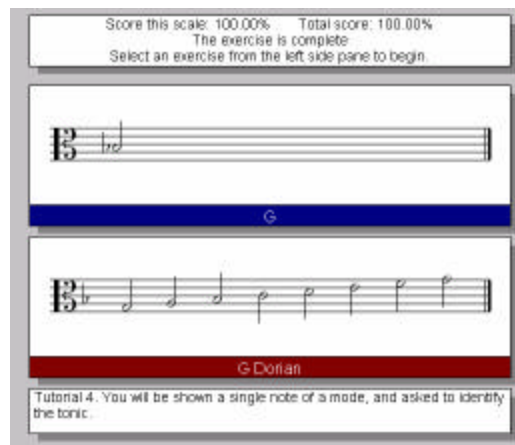 Score this scale: 100.00% Total score: 100.00%
The exercise is complete
Select an exercise from the left side pane to begin.
G
G Dorian
Tutorial 4. You will be shown a single note of a mode, and asked to identify
the tonic.